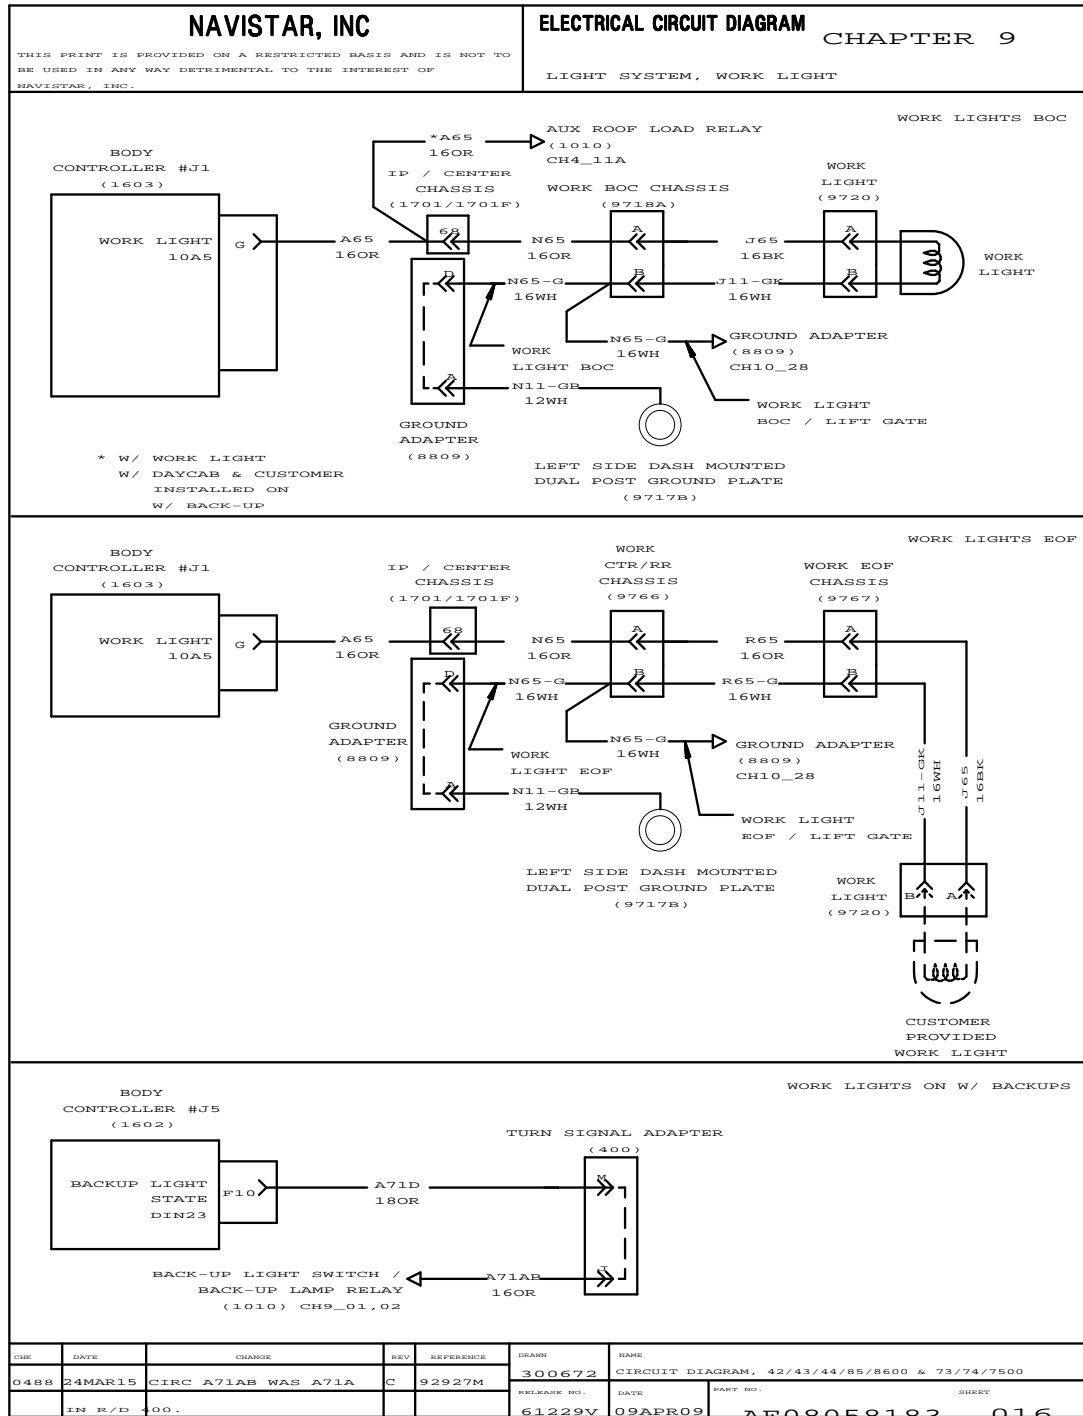 NAVISTAR, INC
THIS PRINT IS PROVIDED ON A RESTRICTED BASIS AND IS NOT TO
BE USED IN ANY WAY DETRIMENTAL TO THE INTEREST OF
NAVISTAR, INC.
ELECTRICAL CIRCUIT DIAGRAM
CHAPTER 9
LIGHT SYSTEM, WORK LIGHT
WORK LIGHTS BOC
BODY
CONTROLLER #J1
(1603)
WORK LIGHT
10A5
G
A65
16OR
*A65
16OR
AUX ROOF LOAD RELAY
(1010)
CH4_11A
IP / CENTER
CHASSIS
(1701/1701F)
68
N65
16OR
WORK BOC CHASSIS
(9718A)
A
B
J65
16BK
J11-GK
16WH
WORK
LIGHT
(9720)
A
B
WORK
LIGHT
D
N65-G
16WH
WORK
LIGHT BOC
A
N11-GB
12WH
GROUND
ADAPTER
(8809)
N65-G
16WH
GROUND ADAPTER
(8809)
CH10_28
WORK LIGHT
BOC / LIFT GATE
LEFT SIDE DASH MOUNTED
DUAL POST GROUND PLATE
(9717B)
* W/ WORK LIGHT
W/ DAYCAB & CUSTOMER
INSTALLED ON
W/ BACK-UP
WORK LIGHTS EOF
BODY
CONTROLLER #J1
(1603)
WORK LIGHT
10A5
G
A65
16OR
IP / CENTER
CHASSIS
(1701/1701F)
68
N65
16OR
WORK
CTR/RR
CHASSIS
(9766)
A
B
R65
16OR
R65-G
16WH
WORK EOF
CHASSIS
(9767)
A
B
D
N65-G
16WH
GROUND
ADAPTER
(8809)
WORK
LIGHT EOF
A
N11-GB
12WH
N65-G
16WH
GROUND ADAPTER
(8809)
CH10_28
WORK LIGHT
EOF / LIFT GATE
LEFT SIDE DASH MOUNTED
DUAL POST GROUND PLATE
(9717B)
J11-GK
16WH
J65
16BK
WORK
LIGHT
(9720)
B
A
CUSTOMER
PROVIDED
WORK LIGHT
WORK LIGHTS ON W/ BACKUPS
BODY
CONTROLLER #J5
(1602)
BACKUP LIGHT
STATE
DIN23
F10
A71D
18OR
TURN SIGNAL ADAPTER
(400)
M
J
A71AB
16OR
BACK-UP LIGHT SWITCH /
BACK-UP LAMP RELAY
(1010) CH9_01,02
CHK DATE CHANGE REV REFERENCE
0488 24MAR15 CIRC A71AB WAS A71A C 92927M
IN R/D 400.
DRAWN
300672
NAME
CIRCUIT DIAGRAM, 42/43/44/85/8600 & 73/74/7500
RELEASE NO.
61229V
DATE
09APR09
PART NO.
AE08058182
SHEET
016